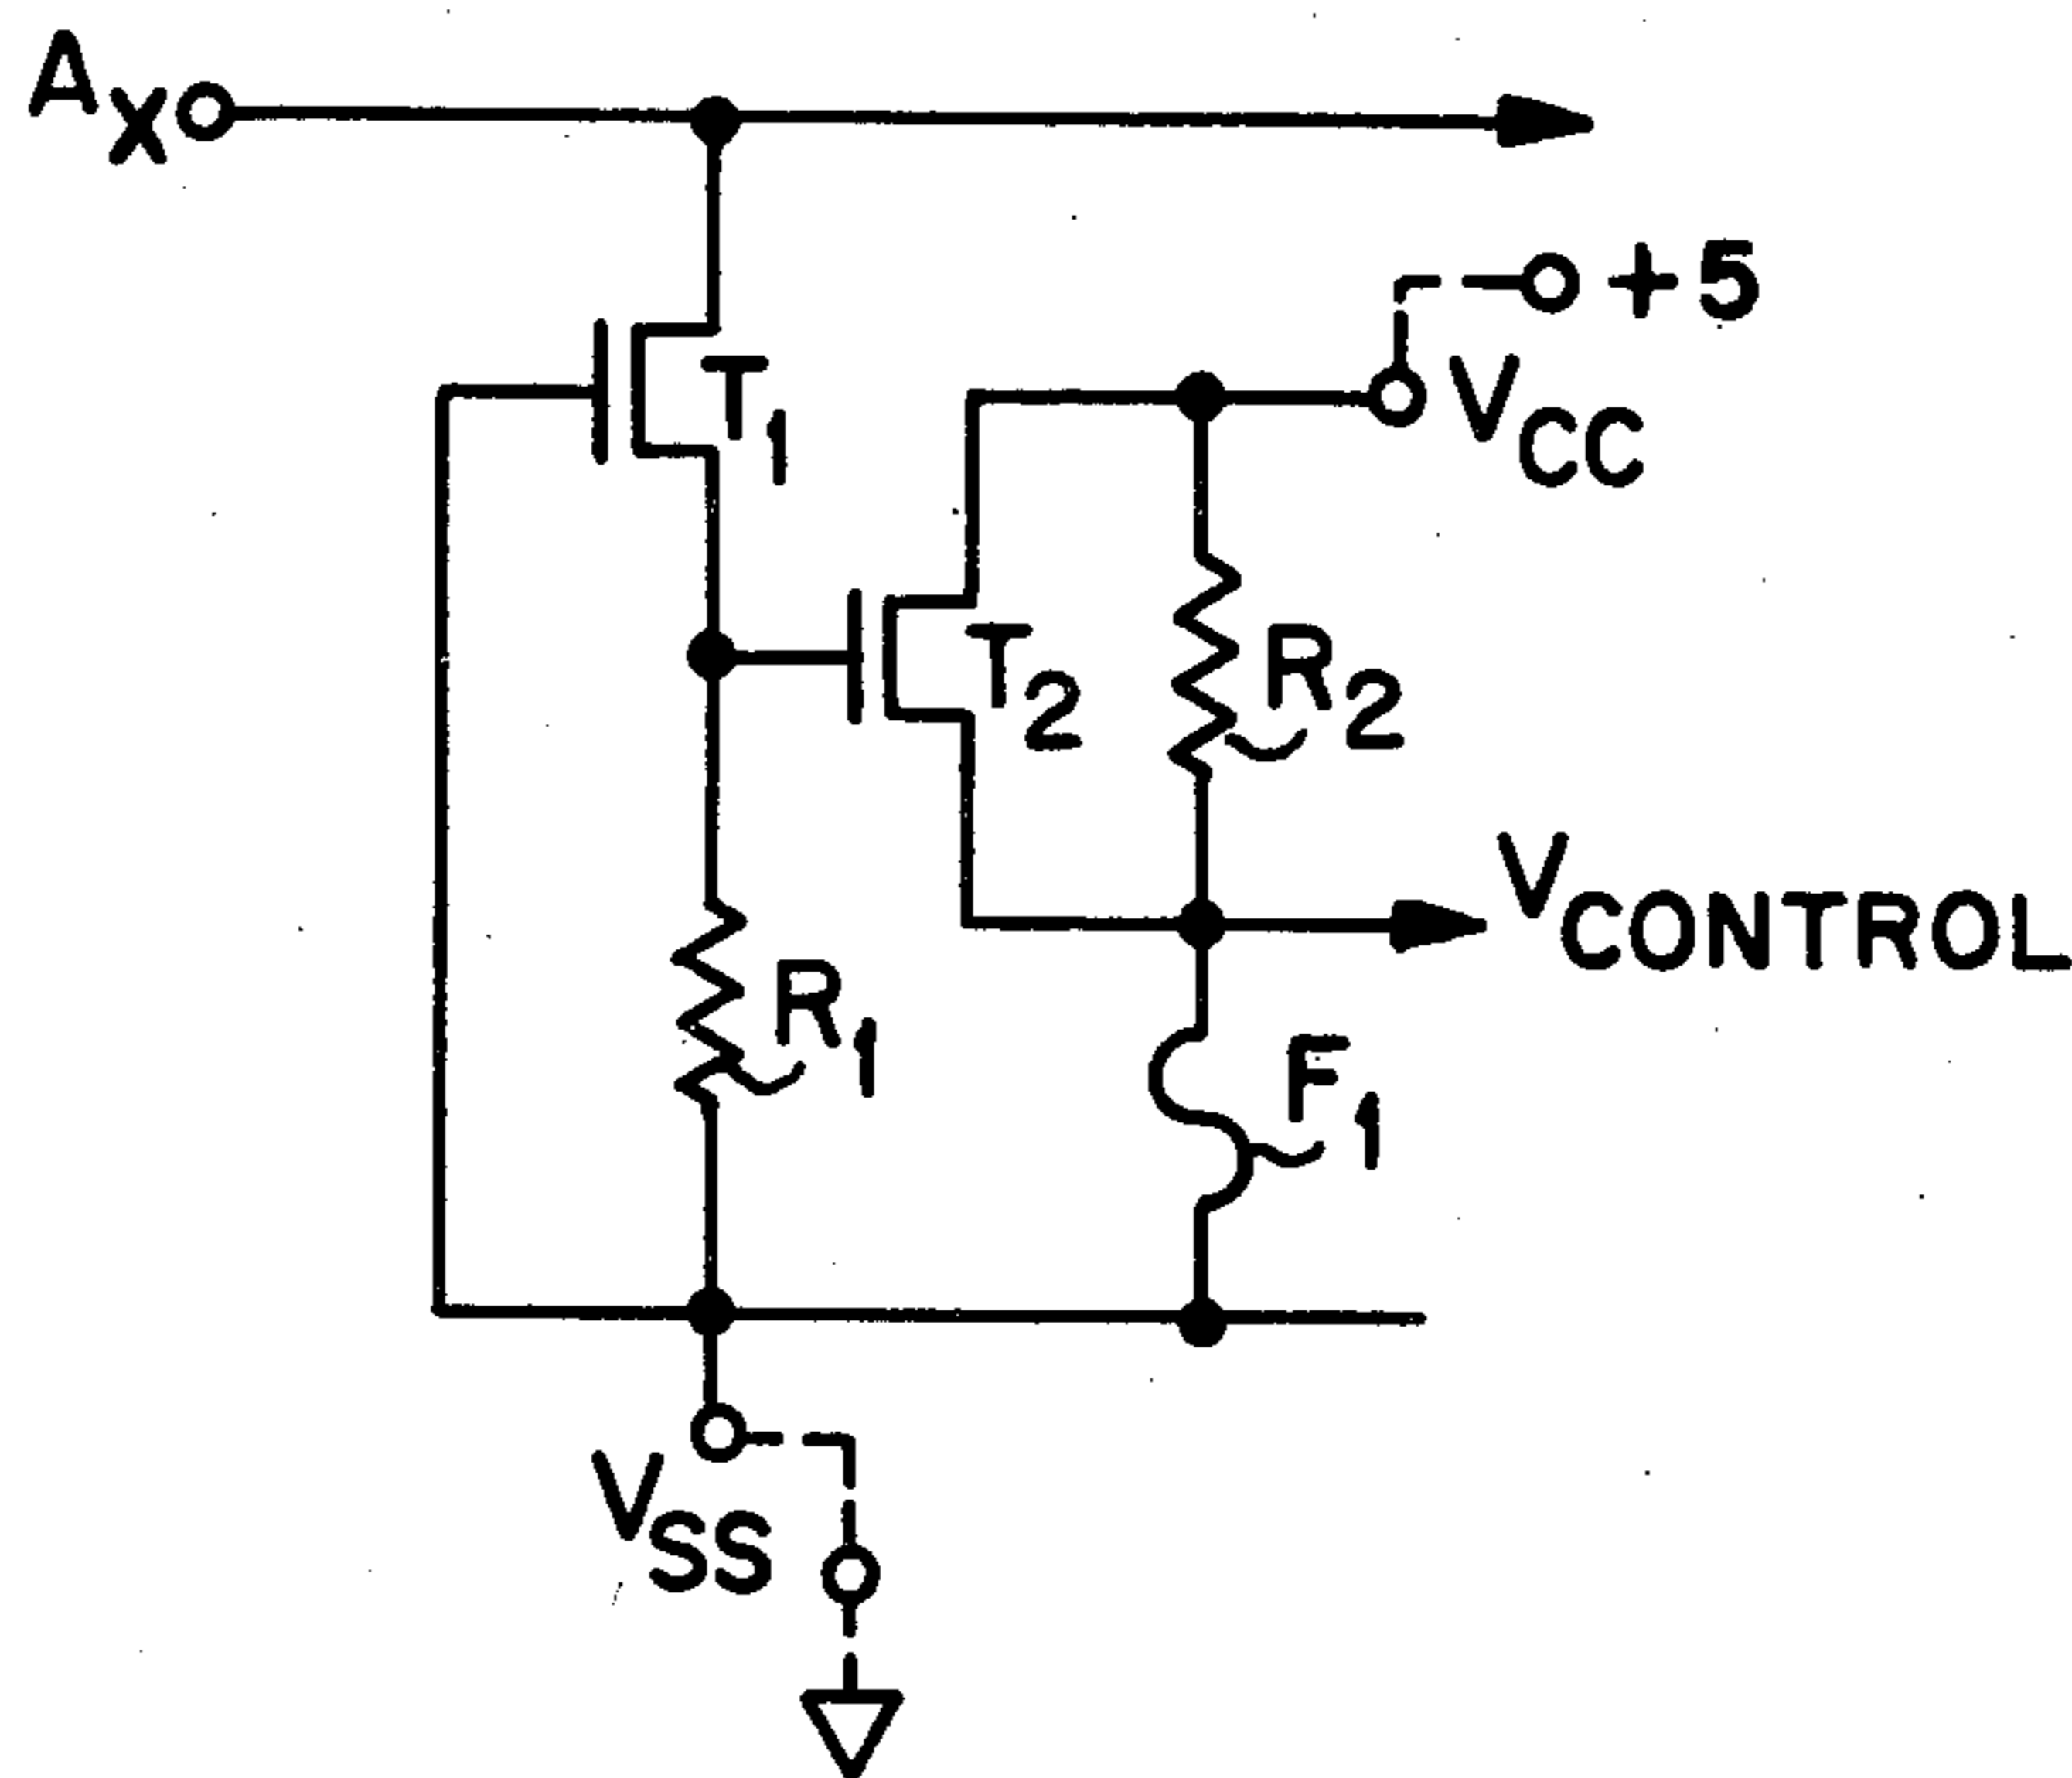 AX
+5
VCC
T1
T2
R2
VCONTROL
R1
F1
VSS